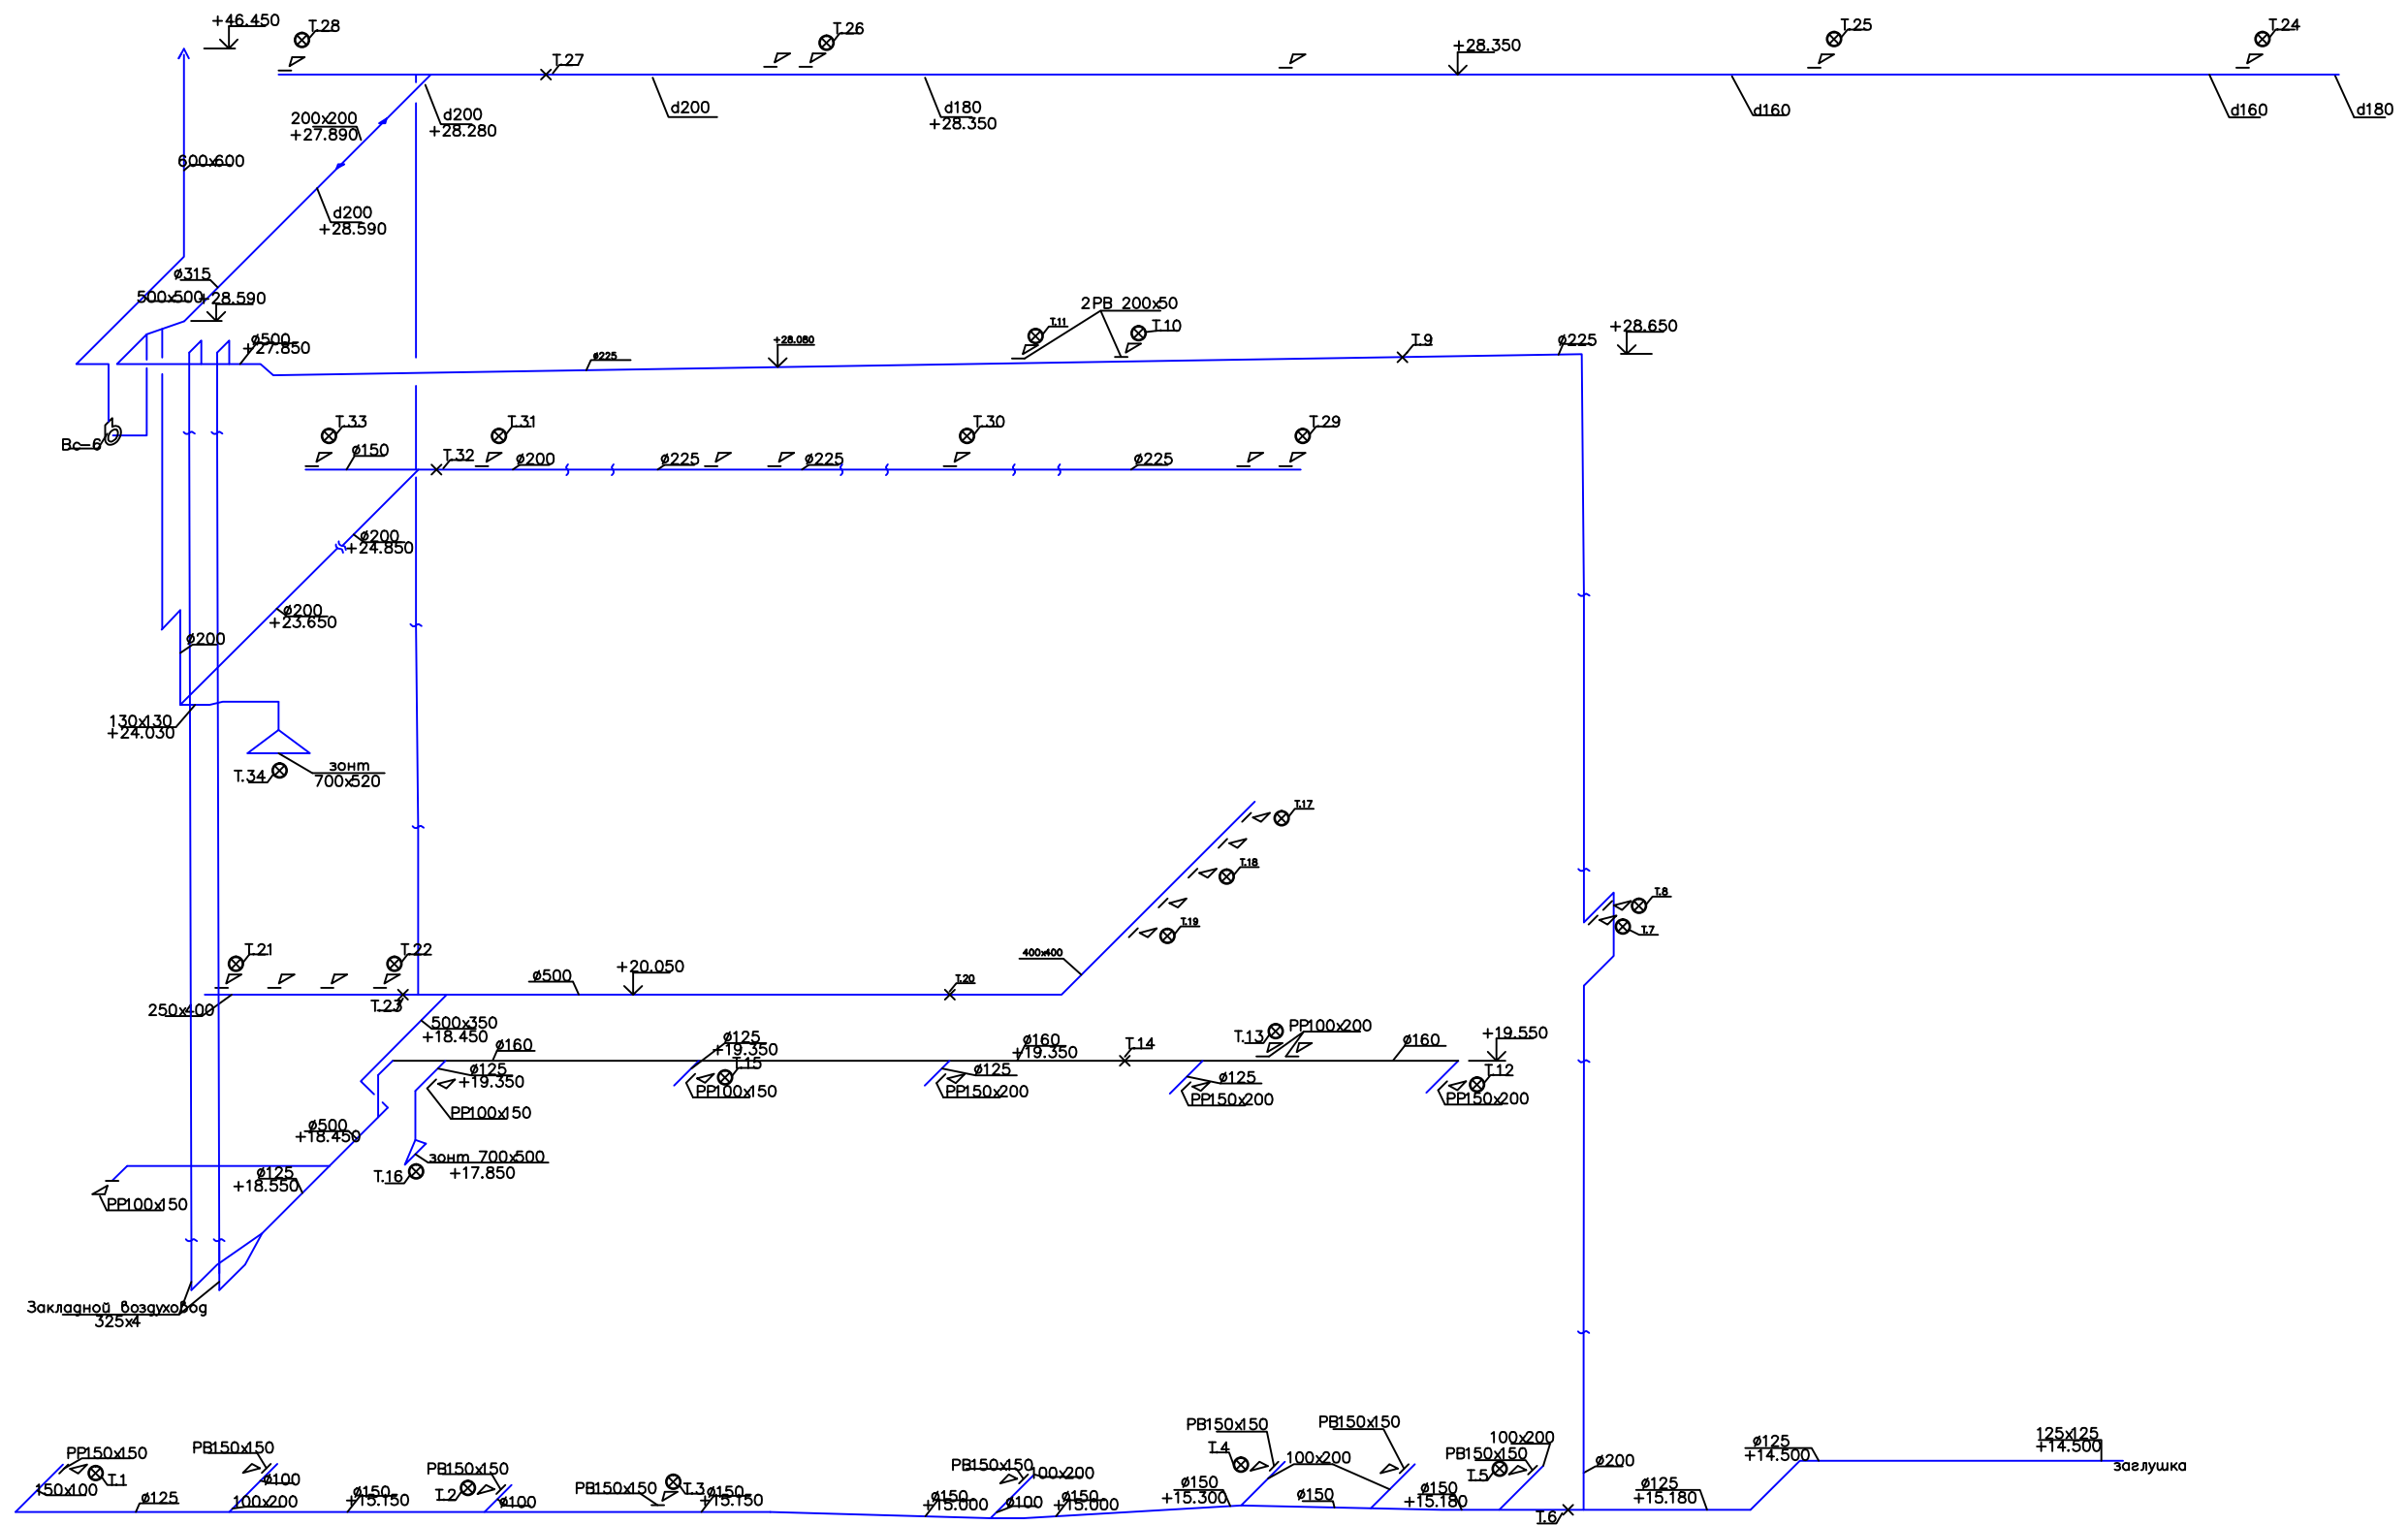 +46.450
Т.28
Т.26
Т.25
Т.24
Т.27
+28.350
200x200
+27.890
d200
+28.280
d200
d180
+28.350
d160
d160
d180
600x600
d200
+28.590
ø315
500x500
+28.590
ø500
+27.850
ø225
+28.080
2РВ 200x50
Т.11
Т.10
Т.9
ø225
+28.650
Вс-6
Т.33
ø150
Т.32
Т.31
ø200
ø225
ø225
Т.30
ø225
Т.29
ø200
+24.850
ø200
+23.650
ø200
130x130
+24.030
Т.34
зонт
700x520
Т.17
Т.18
Т.19
Т.8
Т.7
Т.21
Т.22
250x400
Т.23
ø500
+20.050
Т.20
400x400
500x350
+18.450
ø160
ø125
+19.350
Т.15
РР100x150
ø160
+19.350
Т.14
Т.13
РР100x200
ø160
+19.550
ø125
+19.350
РР100x150
ø125
РР150x200
ø125
РР150x200
Т.12
РР150x200
ø500
+18.450
зонт 700x500
+17.850
Т.16
ø125
+18.550
РР100x150
Закладной воздуховод
325x4
РР150x150
Т.1
150x100
ø125
РВ150x150
ø100
100x200
ø150
+15.150
РВ150x150
Т.2
ø100
РВ150x150
Т.3
ø150
+15.150
РВ150x150
100x200
ø150
+15.000
ø100
ø150
+15.000
РВ150x150
Т.4
100x200
ø150
+15.300
РВ150x150
ø150
100x200
РВ150x150
Т.5
ø150
+15.180
Т.6
ø200
ø125
+15.180
ø125
+14.500
125x125
+14.500
заглушка